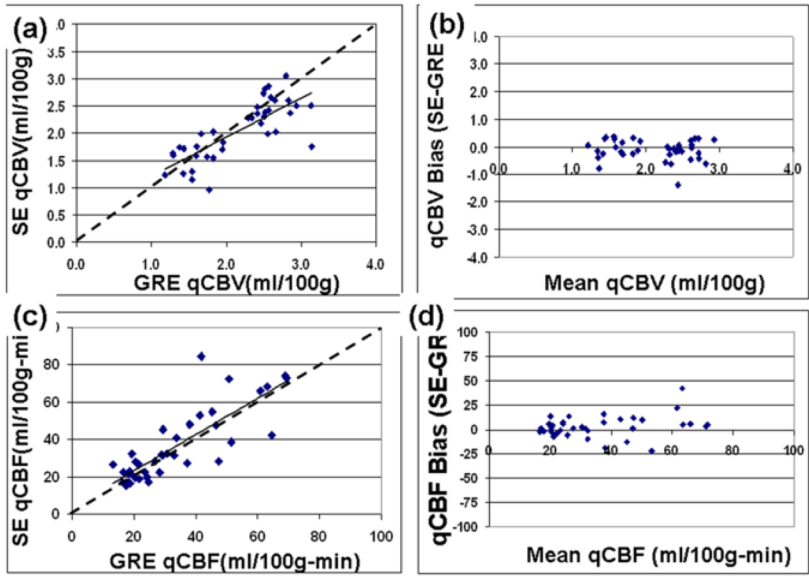 (a)
SE qCBV(ml/100g)
.0
3.5
3.0
2.5
2.0
1.5
1.0
0.5
0.0
0.0 1.0 2.0 3.0 4.0
GRE qCBV(ml/100g)
(b)
qCBV Bias (SE-GRE)
4.0
3.0
2.0
1.0
0.0
-1.0
-2.0
-3.0
-4.0
0.0 1.0 2.0 3.0 4.0
Mean qCBV (ml/100g)
(c)
SE qCBF(ml/100g-mi
0
80
60
40
20
0
0 20 40 60 80 100
GRE qCBF(ml/100g-min)
(d)
qCBF Bias (SE-GR
100
75
50
25
0
-25
-50
-75
-100
0 20 40 60 80 100
Mean qCBF (ml/100g-min)